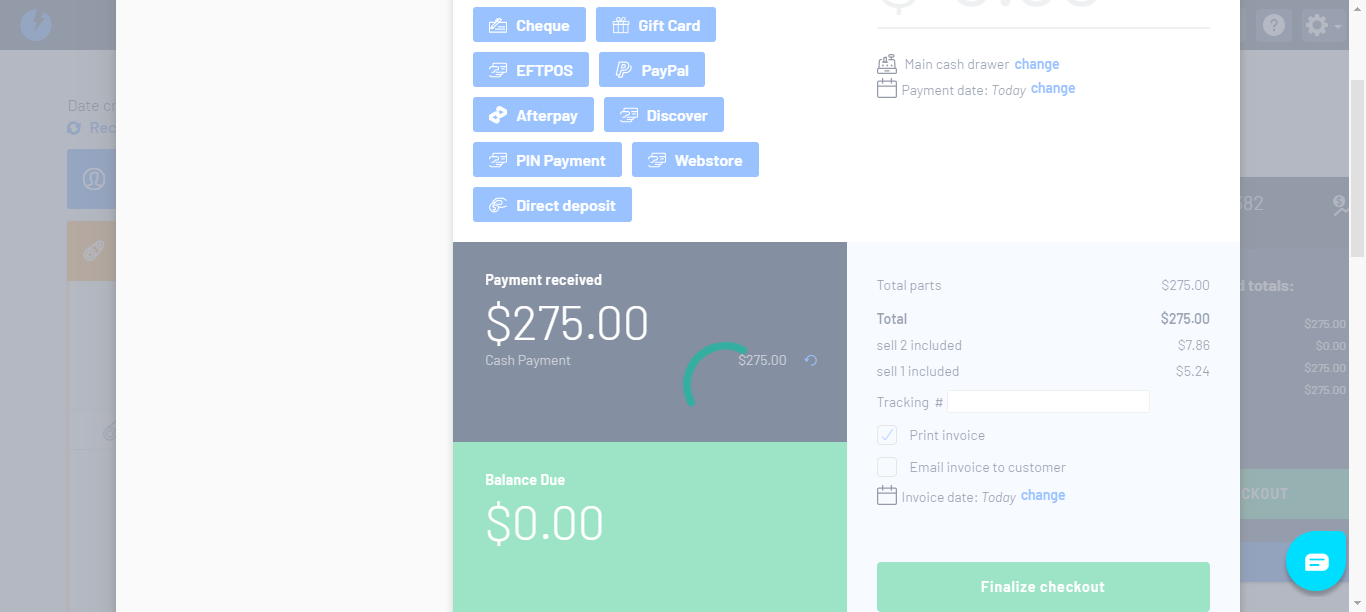 Cheque
Gift Card
EFTPOS
PayPal
Afterpay
Discover
PIN Payment
Webstore
Direct deposit
Main cash drawer change
Payment date: Today change
Date cr
Rec
Payment received
$275.00
Cash Payment $275.00
Balance Due
$0.00
Total parts $275.00
Total $275.00
sell 2 included $7.86
sell 1 included $5.24
Tracking #
Print invoice
Email invoice to customer
Invoice date: Today change
Finalize checkout
?
382
d totals:
$275.00
$0.00
$275.00
$275.00
CKOUT